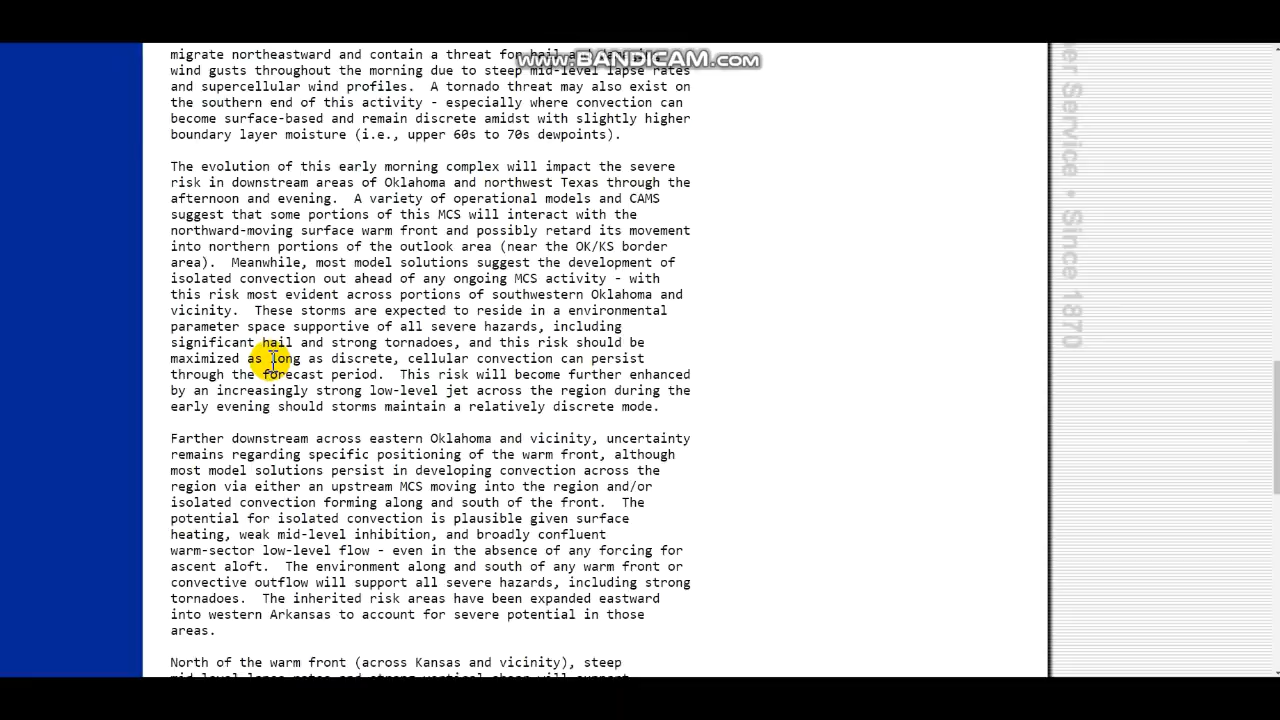 www.BANDICAM.com
migrate northeastward and contain a threat for hail
wind gusts throughout the morning due to steep mid-level lapse rates
and supercellular wind profiles.  A tornado threat may also exist on
the southern end of this activity - especially where convection can
become surface-based and remain discrete amidst with slightly higher
boundary layer moisture (i.e., upper 60s to 70s dewpoints).
The evolution of this early morning complex will impact the severe
risk in downstream areas of Oklahoma and northwest Texas through the
afternoon and evening.  A variety of operational models and CAMS
suggest that some portions of this MCS will interact with the
northward-moving surface warm front and possibly retard its movement
into northern portions of the outlook area (near the OK/KS border
area).  Meanwhile, most model solutions suggest the development of
isolated convection out ahead of any ongoing MCS activity - with
this risk most evident across portions of southwestern Oklahoma and
vicinity.  These storms are expected to reside in a environmental
parameter space supportive of all severe hazards, including
significant hail and strong tornadoes, and this risk should be
maximized as long as discrete, cellular convection can persist
through the forecast period.  This risk will become further enhanced
by an increasingly strong low-level jet across the region during the
early evening should storms maintain a relatively discrete mode.
Farther downstream across eastern Oklahoma and vicinity, uncertainty
remains regarding specific positioning of the warm front, although
most model solutions persist in developing convection across the
region via either an upstream MCS moving into the region and/or
isolated convection forming along and south of the front.  The
potential for isolated convection is plausible given surface
heating, weak mid-level inhibition, and broadly confluent
warm-sector low-level flow - even in the absence of any forcing for
ascent aloft.  The environment along and south of any warm front or
convective outflow will support all severe hazards, including strong
tornadoes.  The inherited risk areas have been expanded eastward
into western Arkansas to account for severe potential in those
areas.
North of the warm front (across Kansas and vicinity), steep
mid-level lapse rates and strong vertical shear will support
her Service • Since 1870